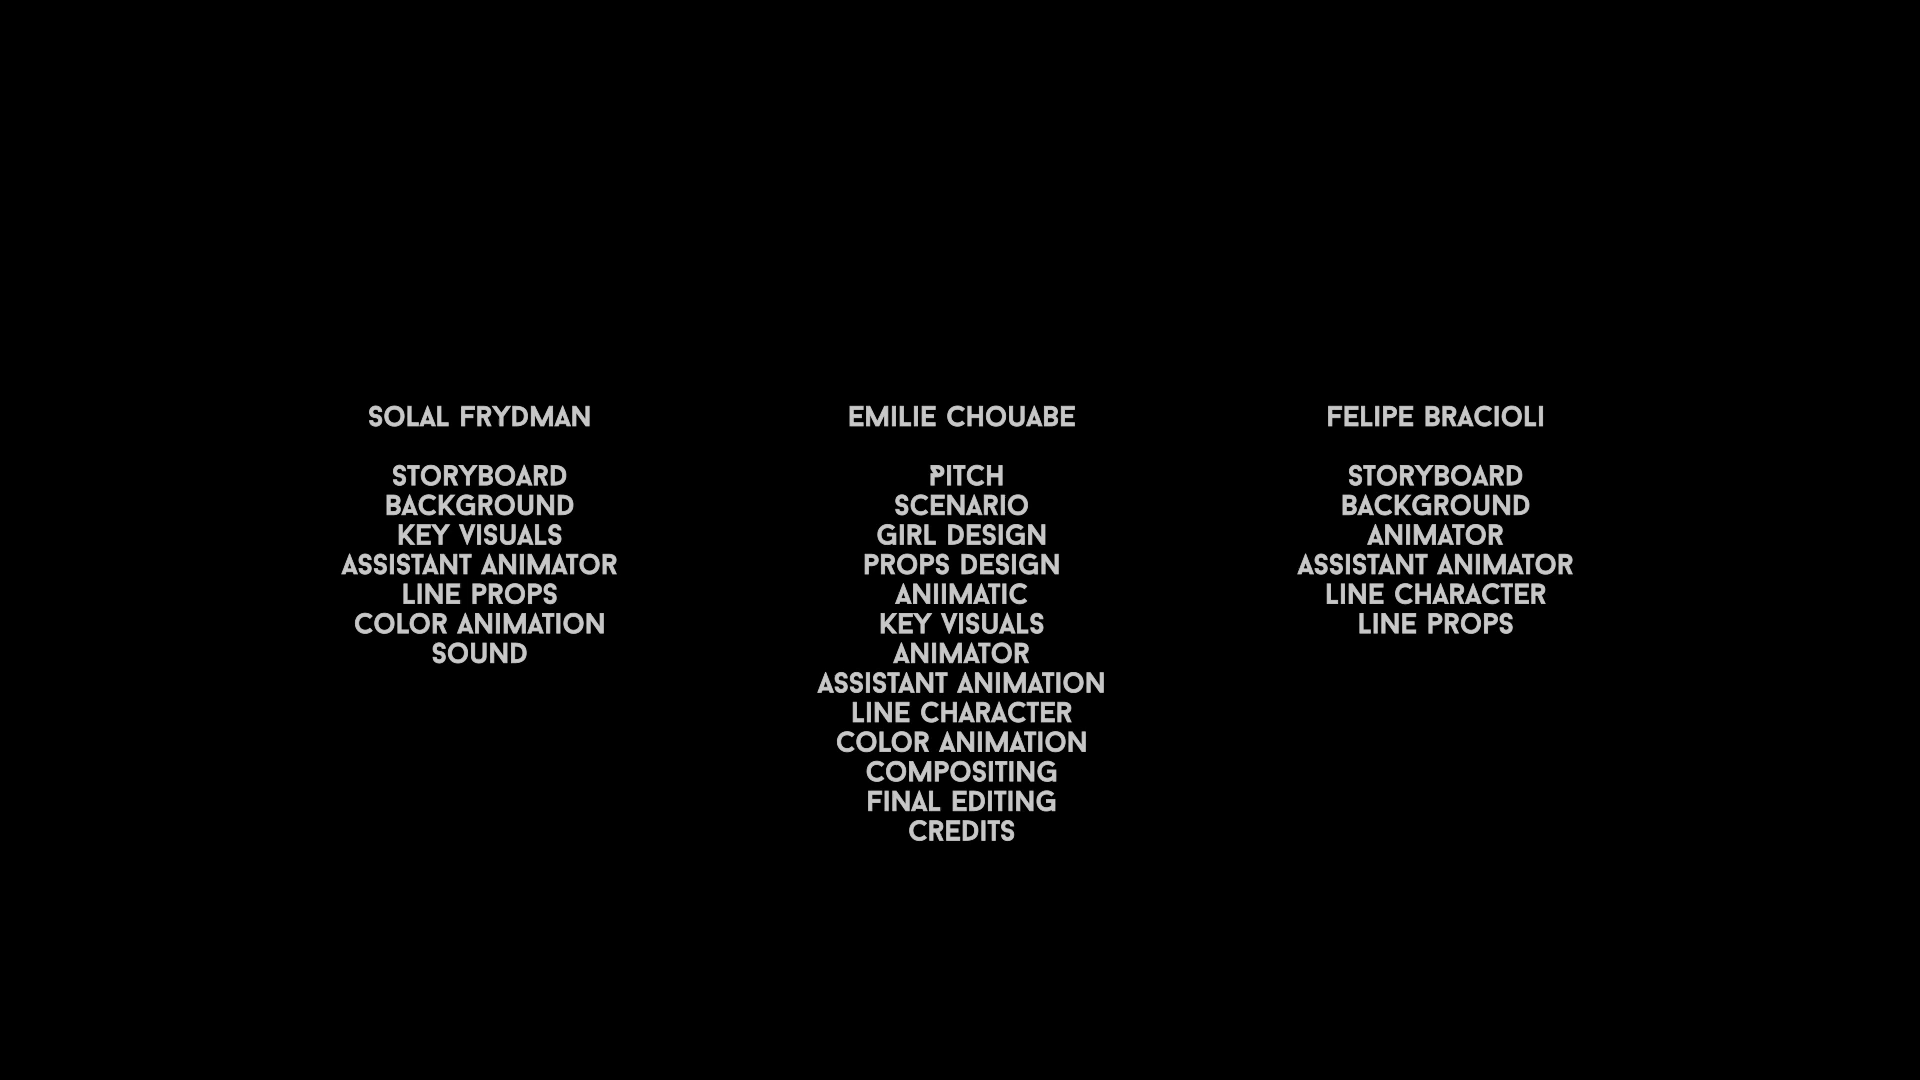 SOLAL FRYDMAN
STORYBOARD
BACKGROUND
KEY VISUALS
ASSISTANT ANIMATOR
LINE PROPS
COLOR ANIMATION
SOUND
EMILIE CHOUABE
PITCH
SCENARIO
GIRL DESIGN
PROPS DESIGN
ANIIMATIC
KEY VISUALS
ANIMATOR
ASSISTANT ANIMATION
LINE CHARACTER
COLOR ANIMATION
COMPOSITING
FINAL EDITING
CREDITS
FELIPE BRACIOLI
STORYBOARD
BACKGROUND
ANIMATOR
ASSISTANT ANIMATOR
LINE CHARACTER
LINE PROPS